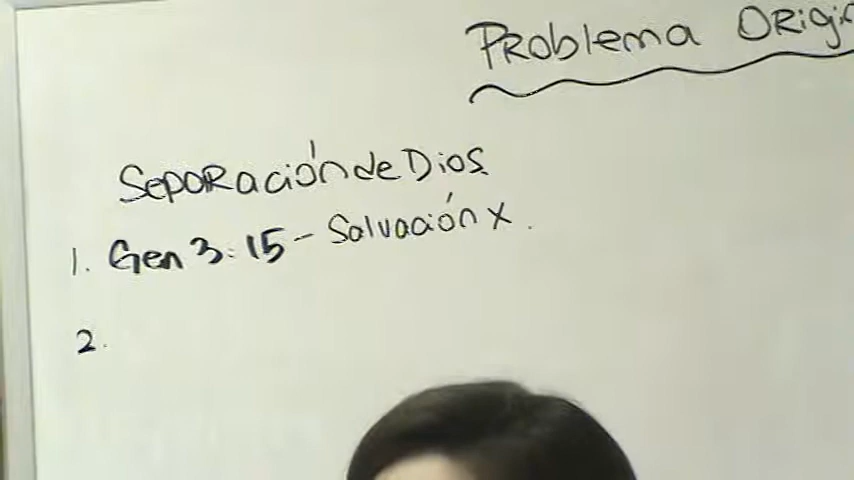 Problema Origi
Separación de Dios
1. Gen 3:15 - Salvación x.
2.